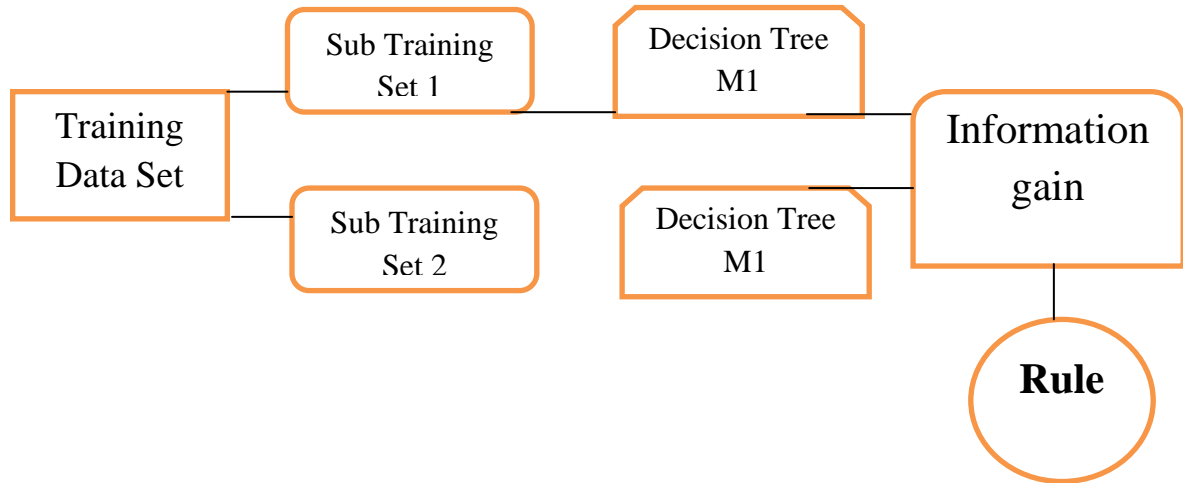 Sub Training
Set 1
Decision Tree
M1
Training
Data Set
Information
gain
Sub Training
Set 2
Decision Tree
M1
Rule